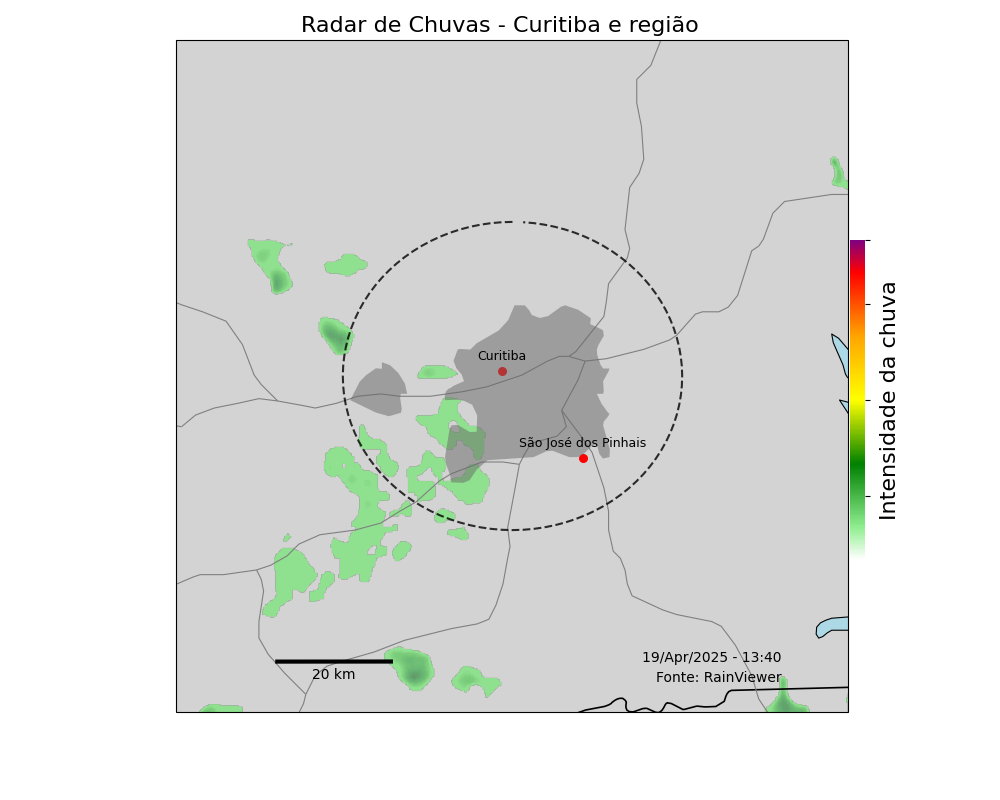 Radar de Chuvas - Curitiba e região
Curitiba
São José dos Pinhais
Intensidade da chuva
20 km
19/Apr/2025 - 13:40
Fonte: RainViewer